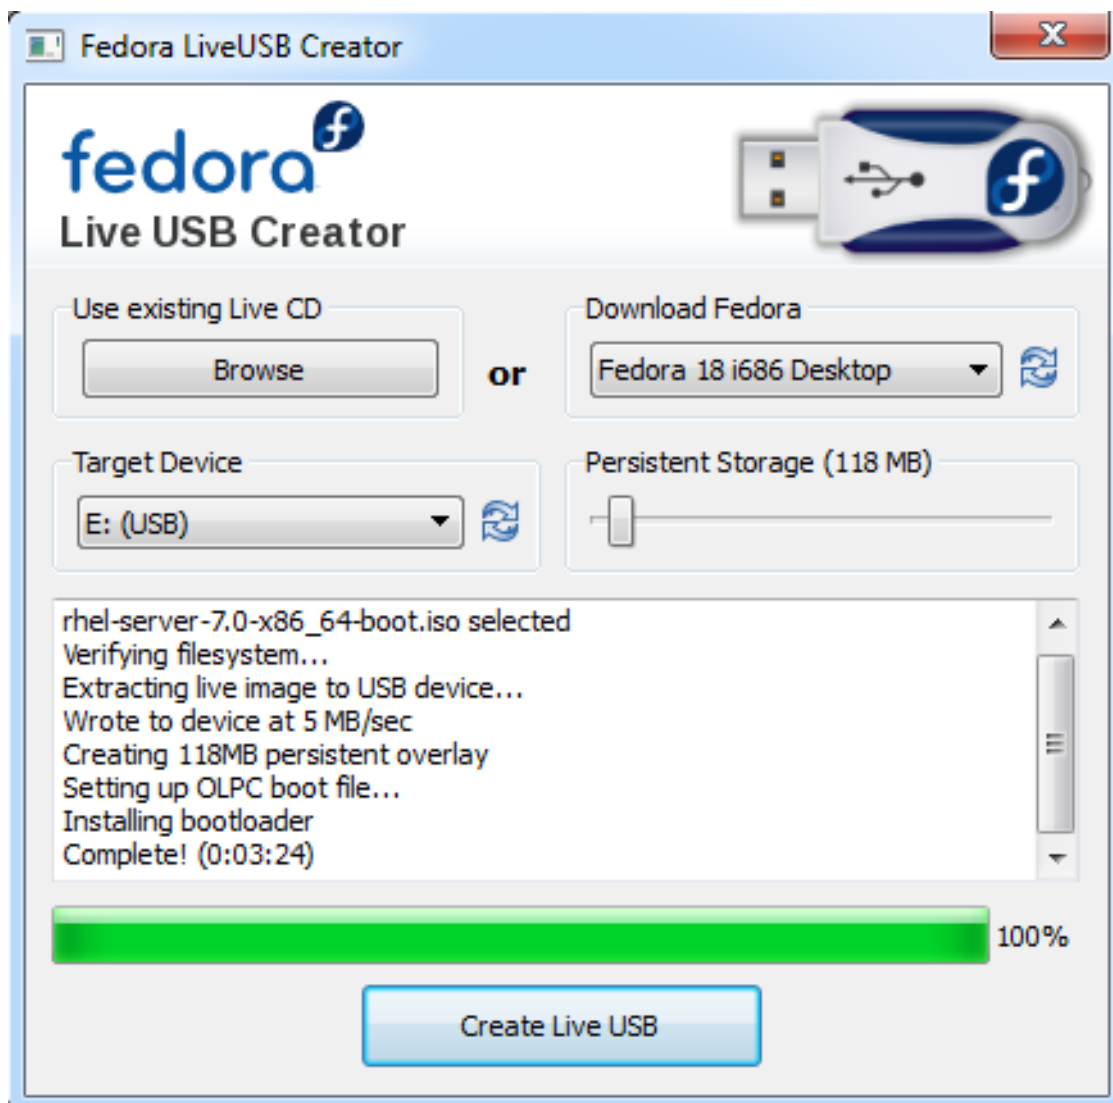 Fedora LiveUSB Creator
fedora
Live USB Creator
Use existing Live CD
Browse
or
Download Fedora
Fedora 18 i686 Desktop
Target Device
E: (USB)
Persistent Storage (118 MB)
rhel-server-7.0-x86_64-boot.iso selected
Verifying filesystem...
Extracting live image to USB device...
Wrote to device at 5 MB/sec
Creating 118MB persistent overlay
Setting up OLPC boot file...
Installing bootloader
Complete! (0:03:24)
100%
Create Live USB